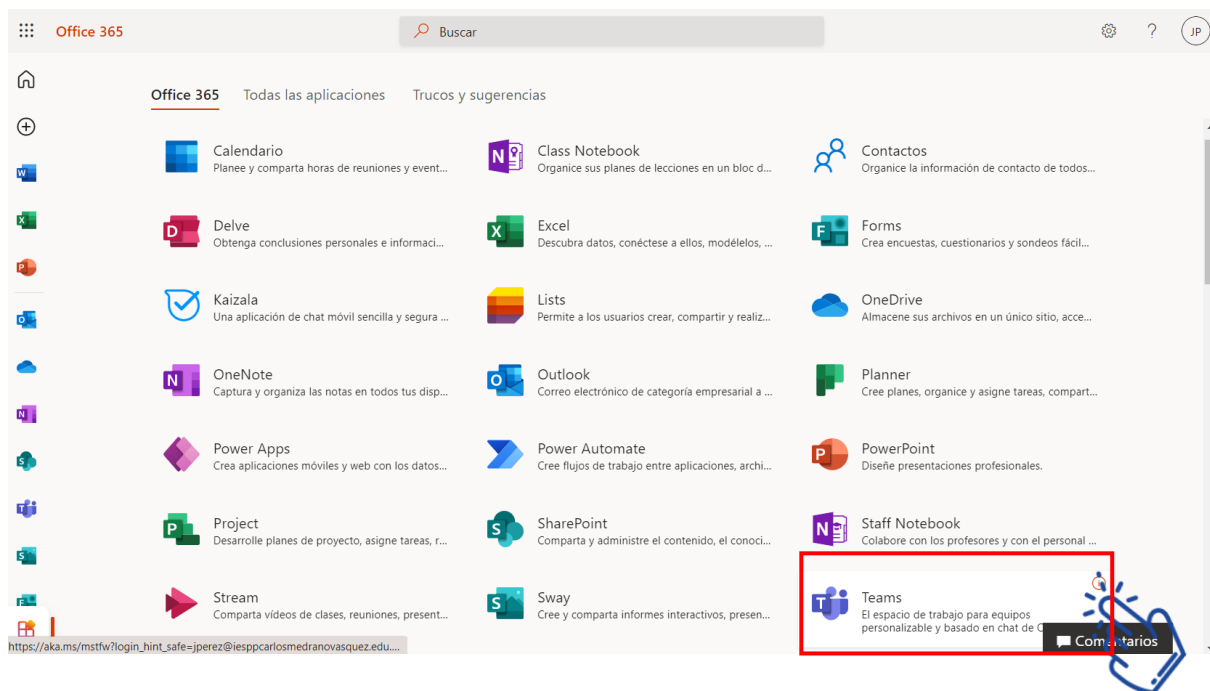 Office 365
Buscar
JP
Office 365 Todas las aplicaciones Trucos y sugerencias
Calendario
Planee y comparta horas de reuniones y event...
Class Notebook
Organice sus planes de lecciones en un bloc d...
Contactos
Organice la información de contacto de todos...
Delve
Obtenga conclusiones personales e informaci...
Excel
Descubra datos, conéctese a ellos, modélelos, ...
Forms
Crea encuestas, cuestionarios y sondeos fácil...
Kaizala
Una aplicación de chat móvil sencilla y segura ...
Lists
Permite a los usuarios crear, compartir y realiz...
OneDrive
Almacene sus archivos en un único sitio, acce...
OneNote
Captura y organiza las notas en todos tus disp...
Outlook
Correo electrónico de categoría empresarial a ...
Planner
Cree planes, organice y asigne tareas, compart...
Power Apps
Crea aplicaciones móviles y web con los datos...
Power Automate
Cree flujos de trabajo entre aplicaciones, archi...
PowerPoint
Diseñe presentaciones profesionales.
Project
Desarrolle planes de proyecto, asigne tareas, r...
SharePoint
Comparta y administre el contenido, el conoci...
Staff Notebook
Colabore con los profesores y con el personal ...
Stream
Comparta vídeos de clases, reuniones, present...
Sway
Cree y comparta informes interactivos, presen...
Teams
El espacio de trabajo para equipos
personalizable y basado en chat de
Comentarios
https://aka.ms/mstfw?login_hint_safe=jperez@iesppcarlosmedranovasquez.edu....